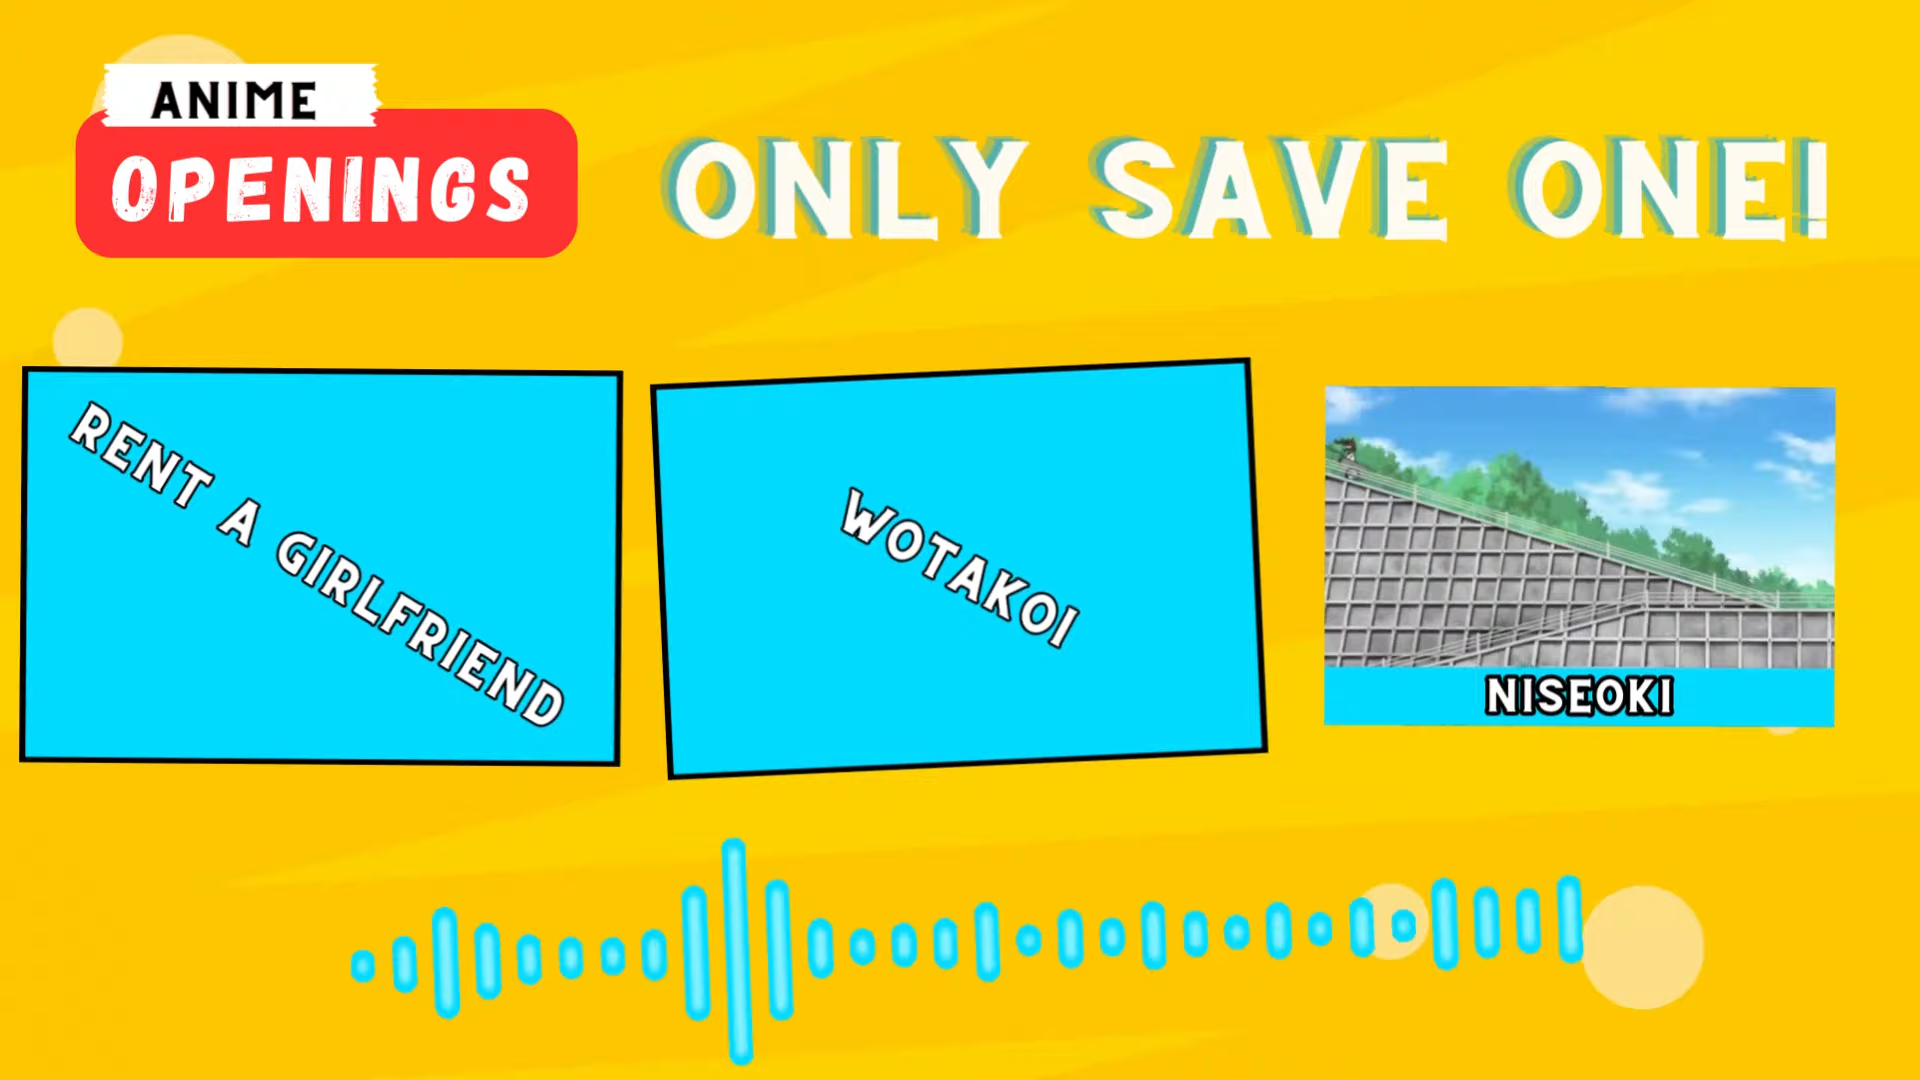 ANIME
OPENINGS
ONLY SAVE ONE!
RENT A GIRLFRIEND
WOTAKOI
NISEOKI